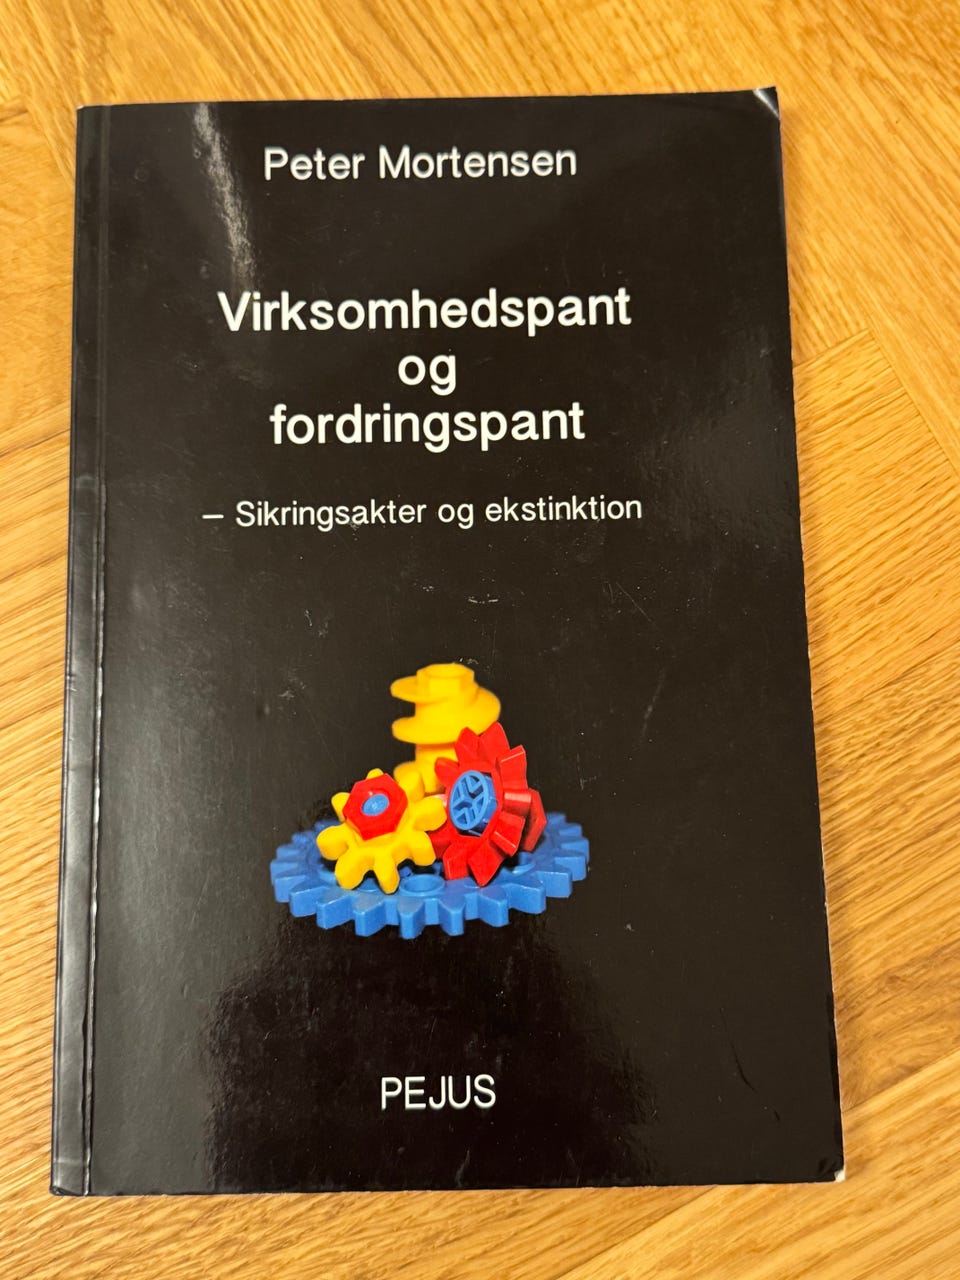 Peter Mortensen
Virksomhedspant
og
fordringspant
– Sikringsakter og ekstinktion
PEJUS